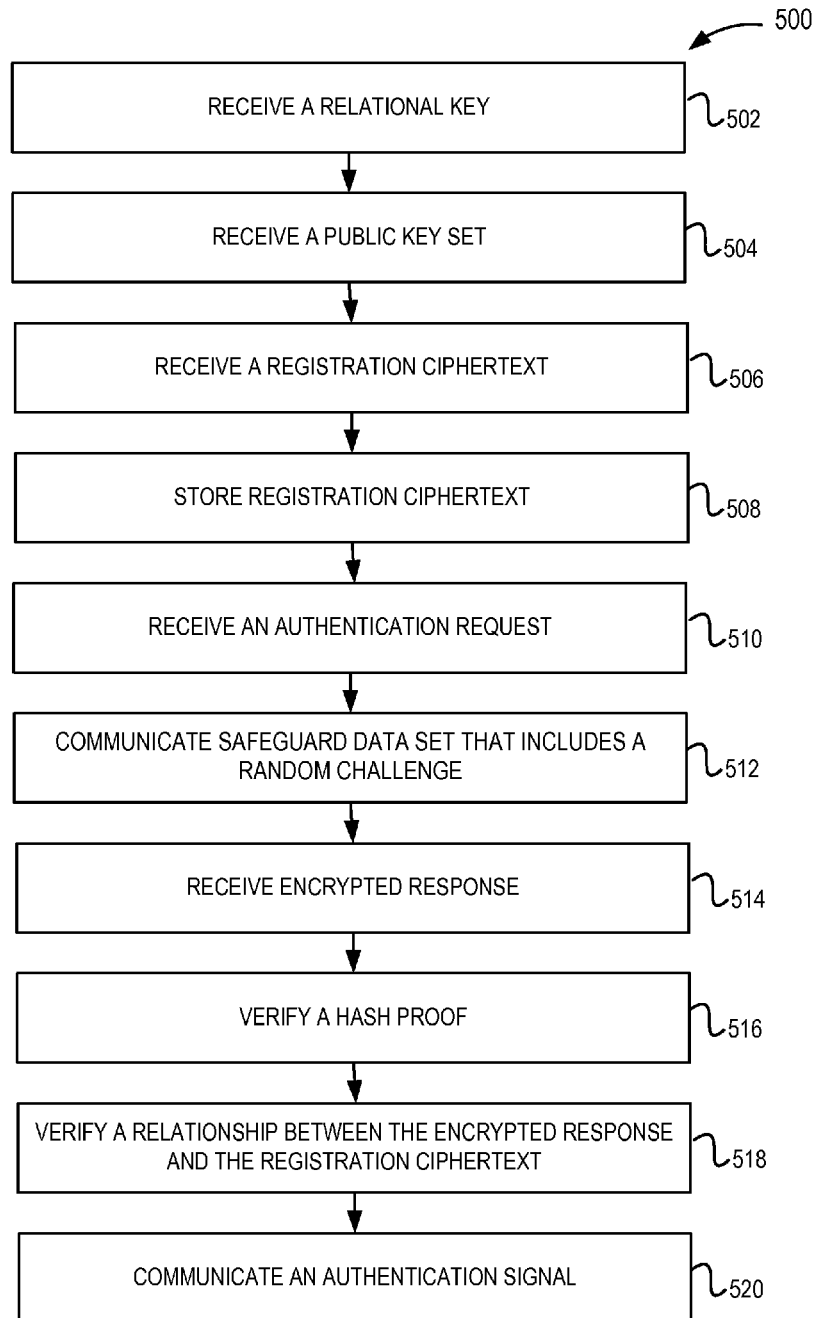 500
RECEIVE A RELATIONAL KEY
502
RECEIVE A PUBLIC KEY SET
504
RECEIVE A REGISTRATION CIPHERTEXT
506
STORE REGISTRATION CIPHERTEXT
508
RECEIVE AN AUTHENTICATION REQUEST
510
COMMUNICATE SAFEGUARD DATA SET THAT INCLUDES A
RANDOM CHALLENGE
512
RECEIVE ENCRYPTED RESPONSE
514
VERIFY A HASH PROOF
516
VERIFY A RELATIONSHIP BETWEEN THE ENCRYPTED RESPONSE
AND THE REGISTRATION CIPHERTEXT
518
COMMUNICATE AN AUTHENTICATION SIGNAL
520